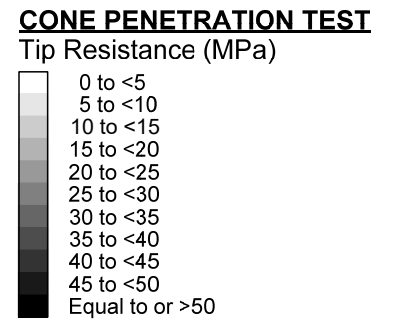 CONE PENETRATION TEST
Tip Resistance (MPa)
0 to <5
5 to <10
10 to <15
15 to <20
20 to <25
25 to <30
30 to <35
35 to <40
40 to <45
45 to <50
Equal to or >50